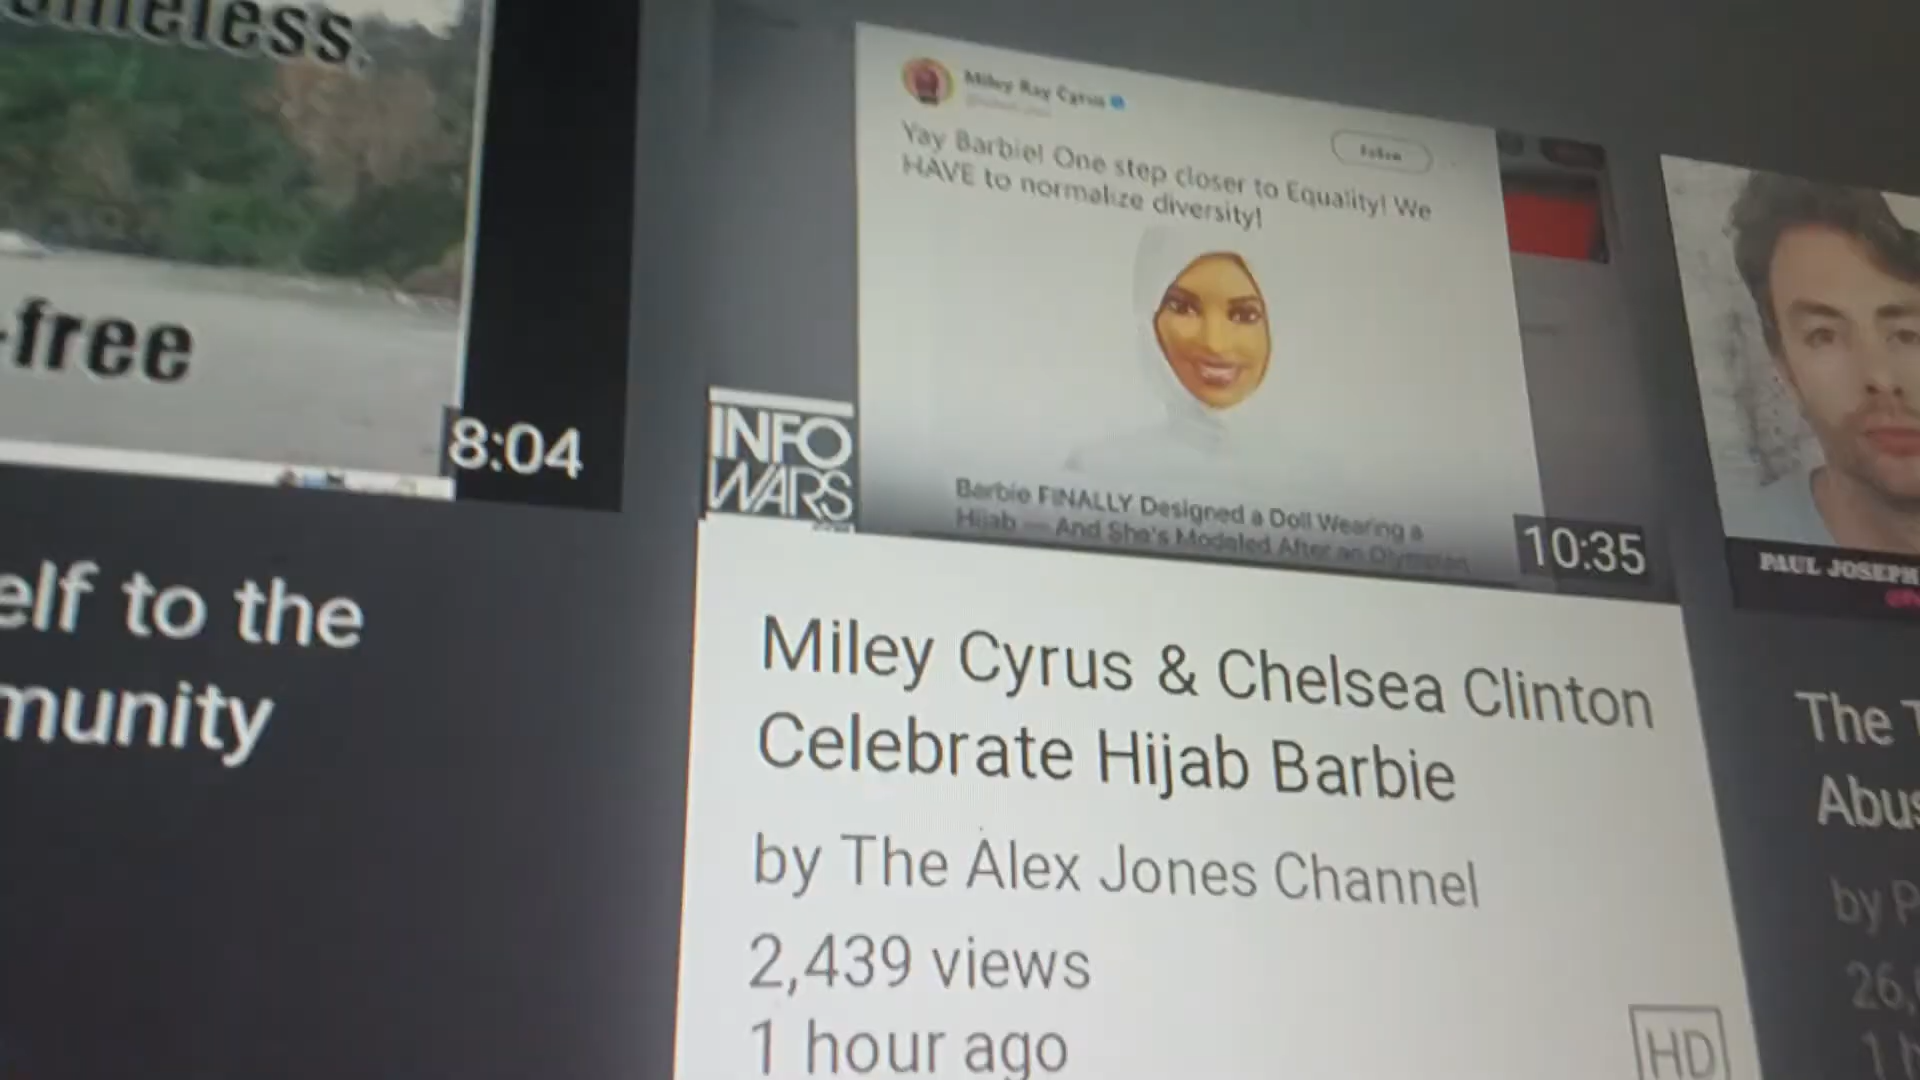 -free
8:04
elf to the
munity
Miley Ray Cyrus
Follow
Yay Barbie! One step closer to Equality! We
HAVE to normalize diversity!
Barbie FINALLY Designed a Doll Wearing a
Hijab — And She's Modeled After an Olympian
INFO
WARS
10:35
Miley Cyrus & Chelsea Clinton
Celebrate Hijab Barbie
by The Alex Jones Channel
2,439 views
1 hour ago
HD
PAUL JOSEPH
The T
Abus
by P
26,
1 h